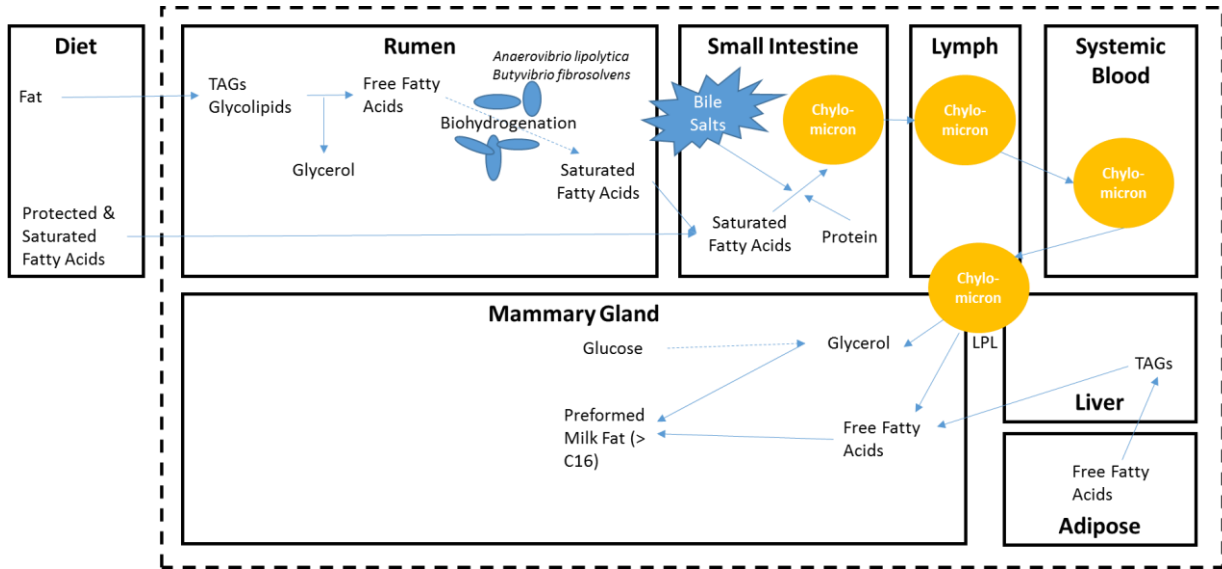 Diet
Fat
Protected &
Saturated
Fatty Acids
Rumen
TAGs
Glycolipids
Glycerol
Free Fatty
Acids
Anaerovibrio lipolytica
Butyvibrio fibrosolvens
Biohydrogenation
Saturated
Fatty Acids
Small Intestine
Bile
Salts
Chylo-
micron
Saturated
Fatty Acids
Protein
Lymph
Chylo-
micron
Systemic
Blood
Chylo-
micron
Chylo-
micron
LPL
Mammary Gland
Glucose
Glycerol
Preformed
Milk Fat (>
C16)
Free Fatty
Acids
TAGs
Liver
Free Fatty
Acids
Adipose